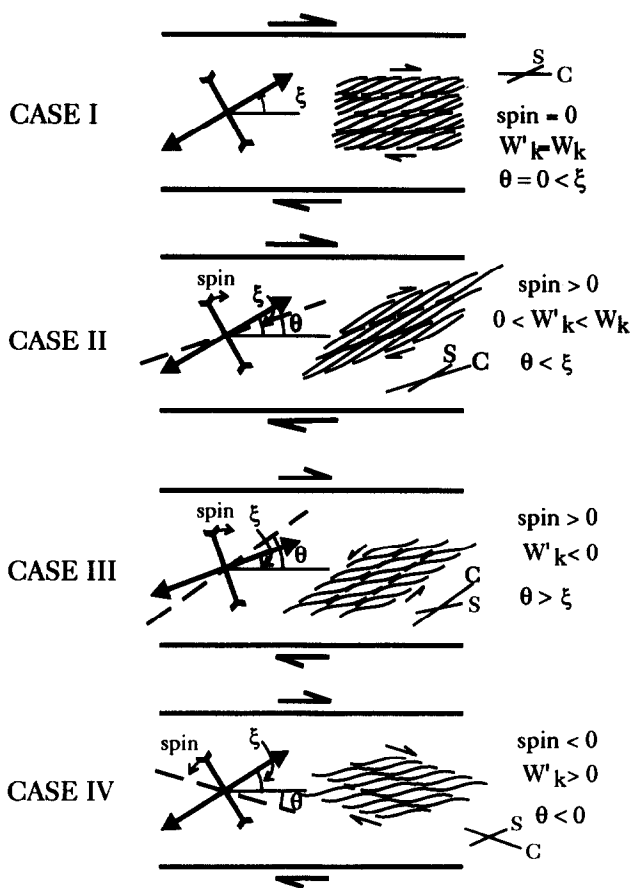 CASE I
ξ
S
C
spin = 0
W'k=Wk
θ = 0 < ξ
CASE II
spin
ξ
θ
S
C
spin > 0
0 < W'k < Wk
θ < ξ
CASE III
spin
ξ
θ
C
S
spin > 0
W'k < 0
θ > ξ
CASE IV
spin
ξ
θ
S
C
spin < 0
W'k > 0
θ < 0